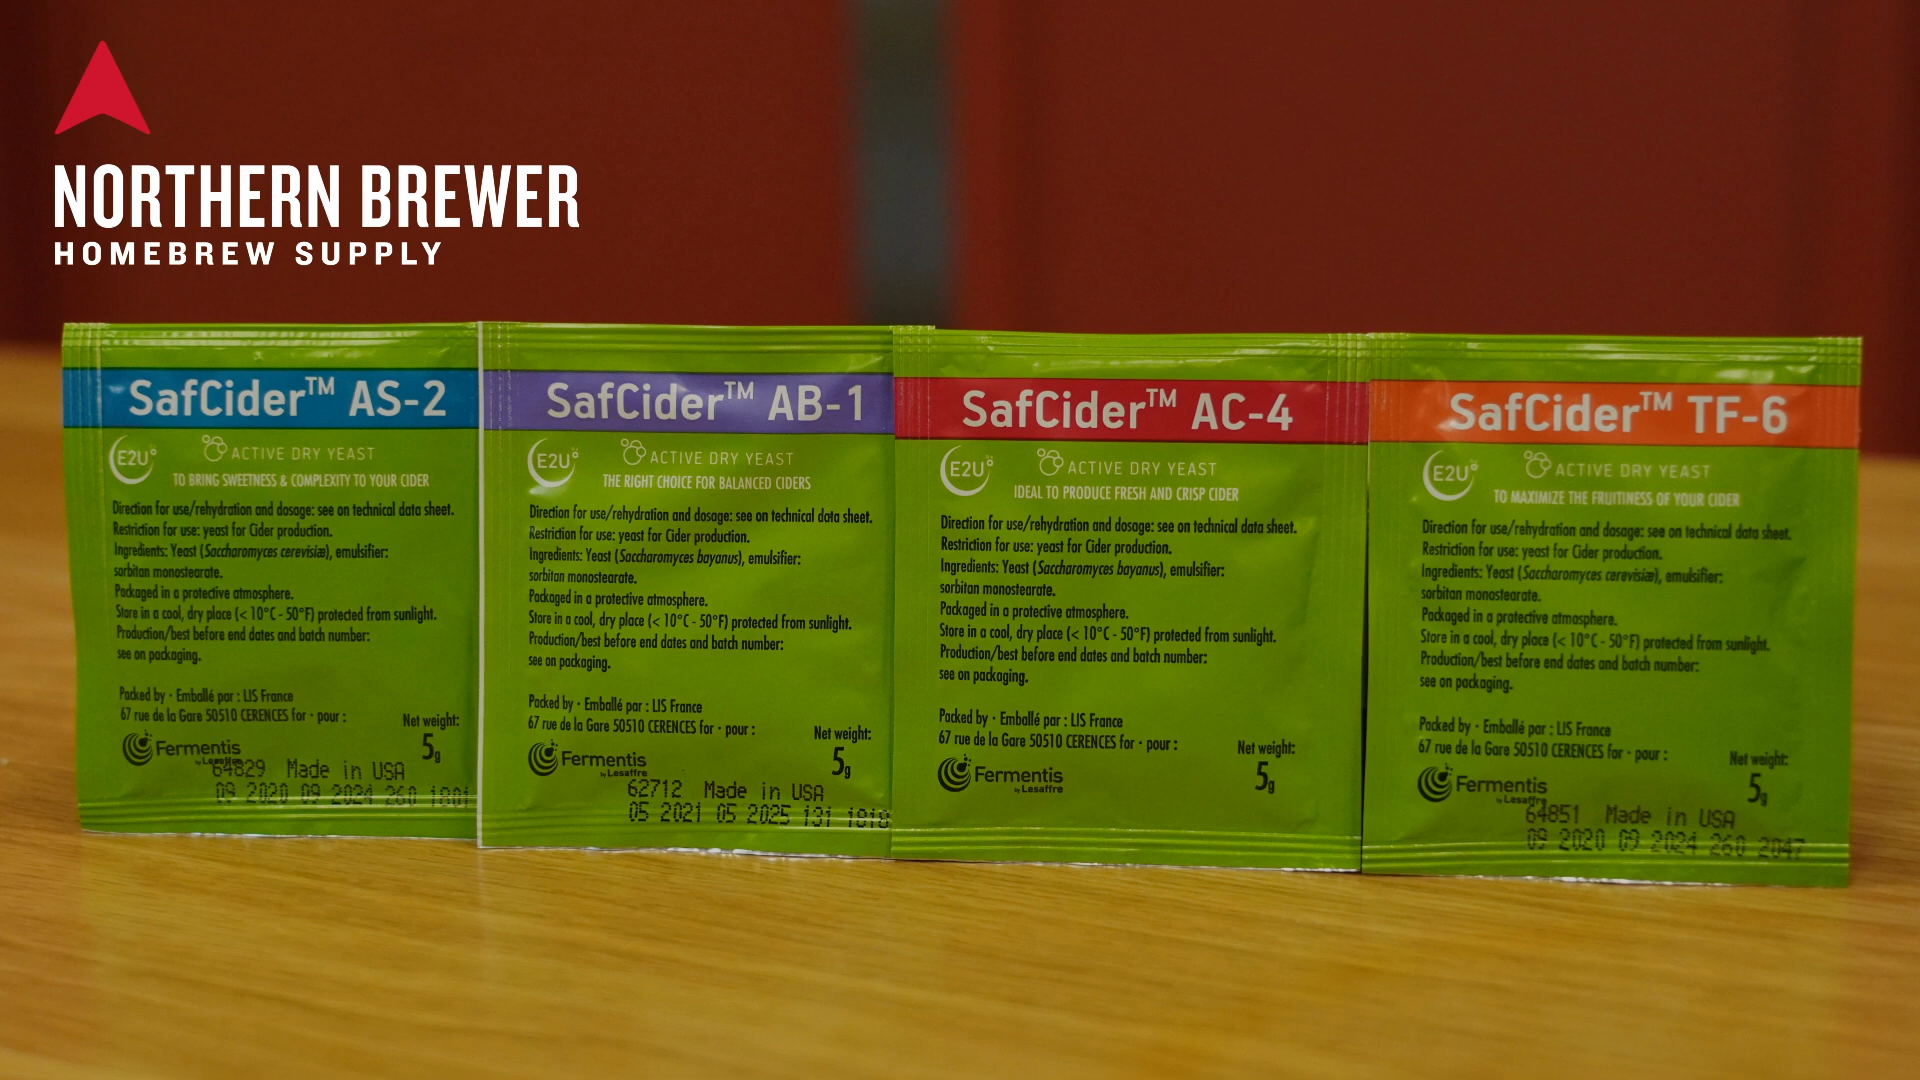 NORTHERN BREWER
HOMEBREW SUPPLY
SafCider™ AS-2
E2U
ACTIVE DRY YEAST
TO BRING SWEETNESS & COMPLEXITY TO YOUR CIDER
Direction for use/rehydration and dosage: see on technical data sheet.
Restriction for use: yeast for Cider production.
Ingredients: Yeast (Saccharomyces cerevisiæ), emulsifier:
sorbitan monostearate.
Packaged in a protective atmosphere.
Store in a cool, dry place (< 10°C - 50°F) protected from sunlight.
Production/best before end dates and batch number:
see on packaging.
Packed by · Emballé par : LIS France
67 rue de la Gare 50510 CERENCES for · pour :
Net weight:
5g
Fermentis
by Lesaffre
64829 Made in USA
09 2020 09 2024 260 1801
SafCider™ AB-1
E2U
ACTIVE DRY YEAST
THE RIGHT CHOICE FOR BALANCED CIDERS
Direction for use/rehydration and dosage: see on technical data sheet.
Restriction for use: yeast for Cider production.
Ingredients: Yeast (Saccharomyces bayanus), emulsifier:
sorbitan monostearate.
Packaged in a protective atmosphere.
Store in a cool, dry place (< 10°C - 50°F) protected from sunlight.
Production/best before end dates and batch number:
see on packaging.
Packed by · Emballé par : LIS France
67 rue de la Gare 50510 CERENCES for · pour :
Net weight:
5g
Fermentis
by Lesaffre
62712 Made in USA
05 2021 05 2025 131 1818
SafCider™ AC-4
E2U
ACTIVE DRY YEAST
IDEAL TO PRODUCE FRESH AND CRISP CIDER
Direction for use/rehydration and dosage: see on technical data sheet.
Restriction for use: yeast for Cider production.
Ingredients: Yeast (Saccharomyces bayanus), emulsifier:
sorbitan monostearate.
Packaged in a protective atmosphere.
Store in a cool, dry place (< 10°C - 50°F) protected from sunlight.
Production/best before end dates and batch number:
see on packaging.
Packed by · Emballé par : LIS France
67 rue de la Gare 50510 CERENCES for · pour :
Net weight:
5g
Fermentis
by Lesaffre
SafCider™ TF-6
E2U
ACTIVE DRY YEAST
TO MAXIMIZE THE FRUITINESS OF YOUR CIDER
Direction for use/rehydration and dosage: see on technical data sheet.
Restriction for use: yeast for Cider production.
Ingredients: Yeast (Saccharomyces cerevisiæ), emulsifier:
sorbitan monostearate.
Packaged in a protective atmosphere.
Store in a cool, dry place (< 10°C - 50°F) protected from sunlight.
Production/best before end dates and batch number:
see on packaging.
Packed by · Emballé par : LIS France
67 rue de la Gare 50510 CERENCES for · pour :
Net weight:
5g
Fermentis
by Lesaffre
64851 Made in USA
09 2020 09 2024 260 2047